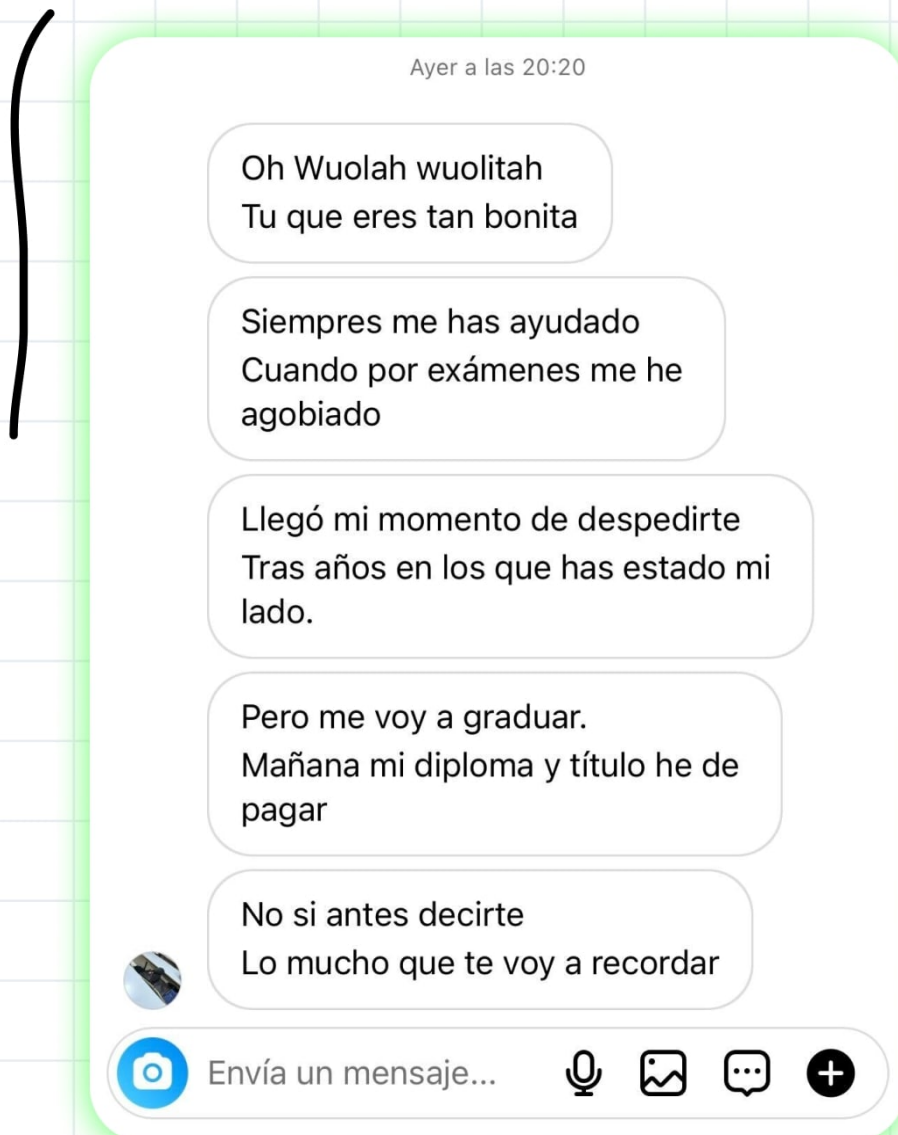 Ayer a las 20:20
Oh Wuolah wuolitah
Tu que eres tan bonita
Siempres me has ayudado
Cuando por exámenes me he
agobiado
Llegó mi momento de despedirte
Tras años en los que has estado mi
lado.
Pero me voy a graduar.
Mañana mi diploma y título he de
pagar
No si antes decirte
Lo mucho que te voy a recordar
Envía un mensaje...